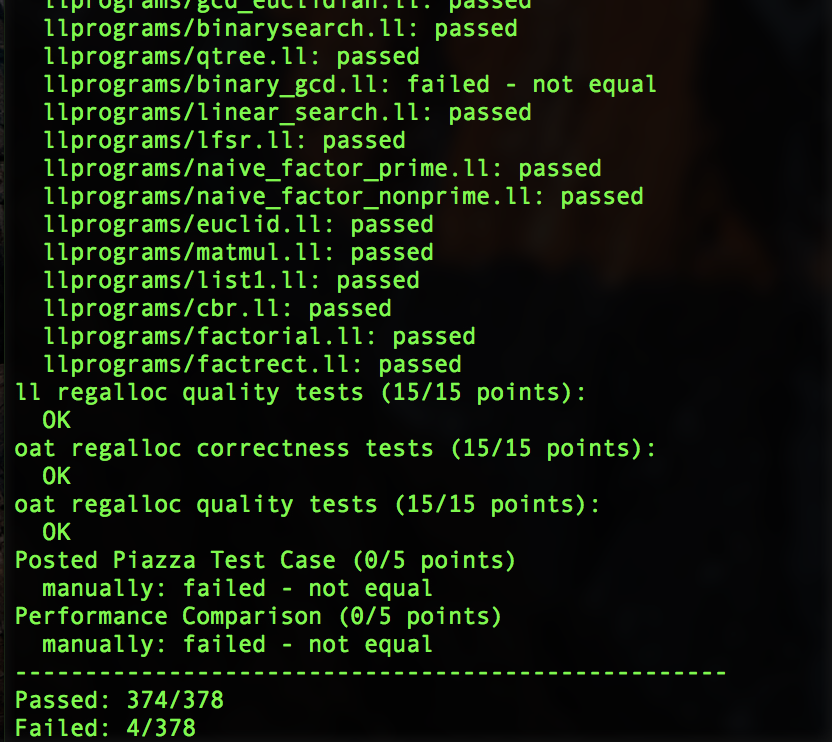 llprograms/gcd_euclidian.ll: passed
llprograms/binarysearch.ll: passed
llprograms/qtree.ll: passed
llprograms/binary_gcd.ll: failed - not equal
llprograms/linear_search.ll: passed
llprograms/lfsr.ll: passed
llprograms/naive_factor_prime.ll: passed
llprograms/naive_factor_nonprime.ll: passed
llprograms/euclid.ll: passed
llprograms/matmul.ll: passed
llprograms/list1.ll: passed
llprograms/cbr.ll: passed
llprograms/factorial.ll: passed
llprograms/factrect.ll: passed
ll regalloc quality tests (15/15 points):
OK
oat regalloc correctness tests (15/15 points):
OK
oat regalloc quality tests (15/15 points):
OK
Posted Piazza Test Case (0/5 points)
manually: failed - not equal
Performance Comparison (0/5 points)
manually: failed - not equal
---------------------------------------------------
Passed: 374/378
Failed: 4/378